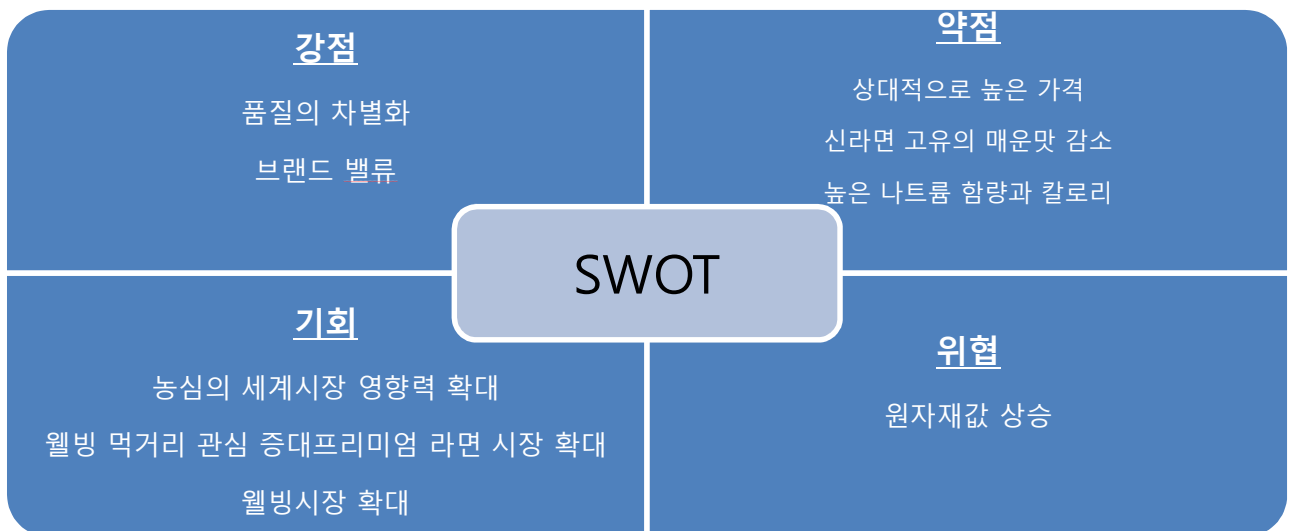 강점
품질의 차별화
브랜드 밸류
약점
상대적으로 높은 가격
신라면 고유의 매운맛 감소
높은 나트륨 함량과 칼로리
SWOT
기회
농심의 세계시장 영향력 확대
웰빙 먹거리 관심 증대프리미엄 라면 시장 확대
웰빙시장 확대
위협
원자재값 상승